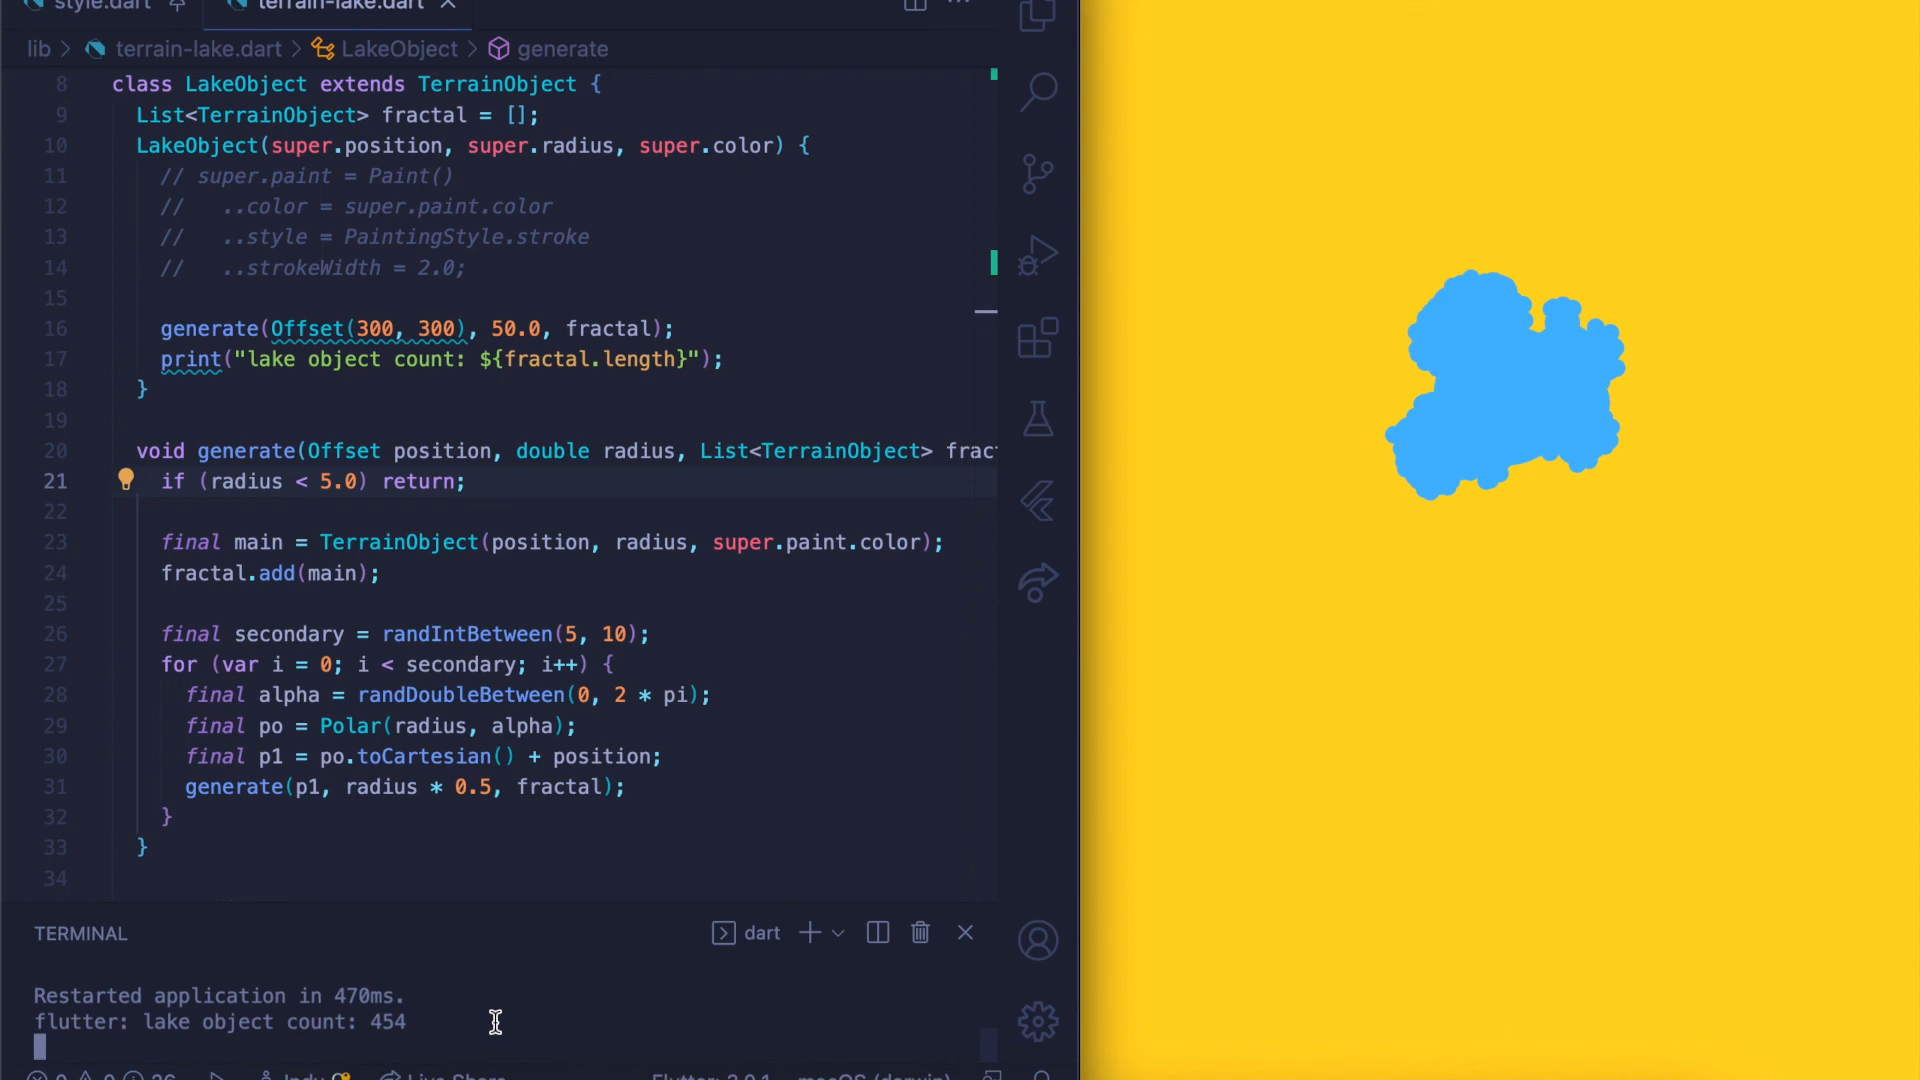 style.dart terrain-lake.dart
lib > terrain-lake.dart > LakeObject > generate
8 class LakeObject extends TerrainObject {
9 List<TerrainObject> fractal = [];
10 LakeObject(super.position, super.radius, super.color) {
11 // super.paint = Paint()
12 //   ..color = super.paint.color
13 //   ..style = PaintingStyle.stroke
14 //   ..strokeWidth = 2.0;
15
16 generate(Offset(300, 300), 50.0, fractal);
17 print("lake object count: ${fractal.length}");
18 }
19
20 void generate(Offset position, double radius, List<TerrainObject> frac
21 if (radius < 5.0) return;
22
23 final main = TerrainObject(position, radius, super.paint.color);
24 fractal.add(main);
25
26 final secondary = randIntBetween(5, 10);
27 for (var i = 0; i < secondary; i++) {
28 final alpha = randDoubleBetween(0, 2 * pi);
29 final po = Polar(radius, alpha);
30 final p1 = po.toCartesian() + position;
31 generate(p1, radius * 0.5, fractal);
32 }
33 }
34
TERMINAL
dart
Restarted application in 470ms.
flutter: lake object count: 454
Live Share